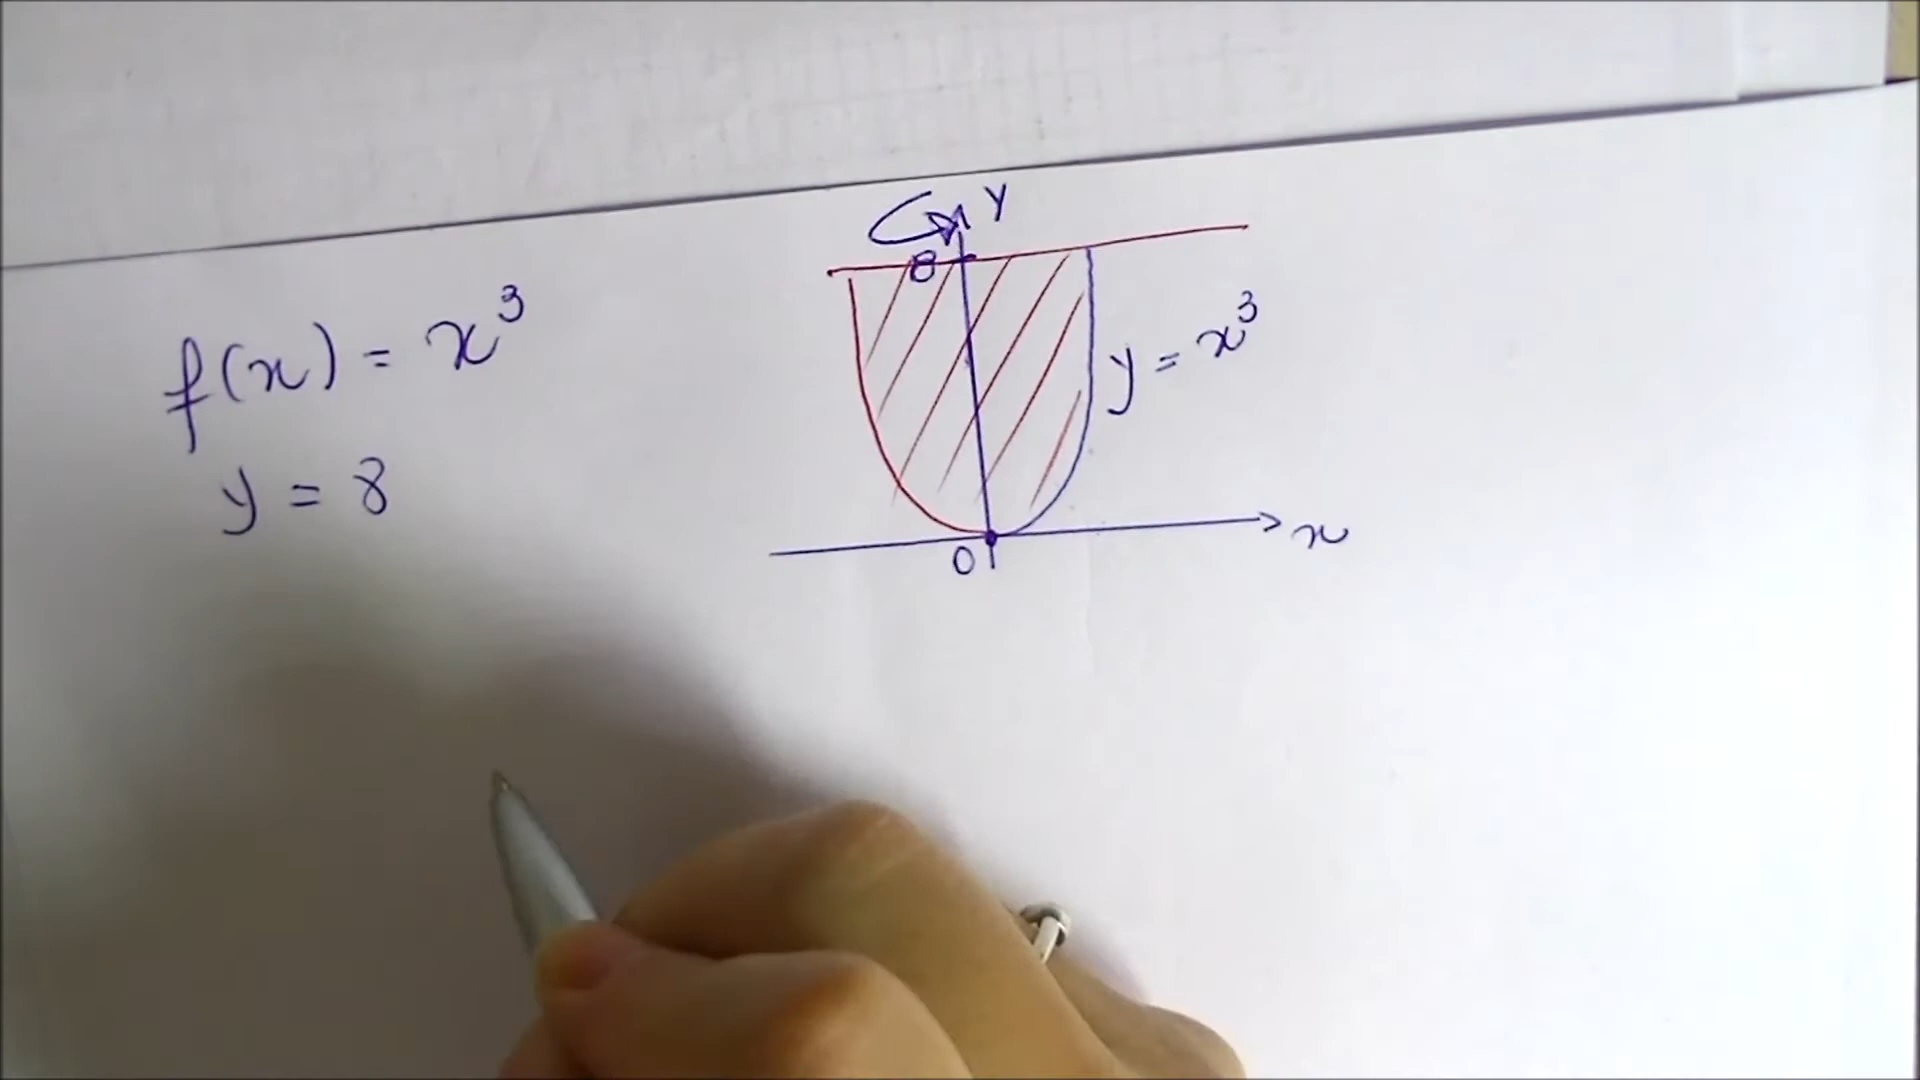 f(x) = x³
y = 8
y
8
y = x³
x
0